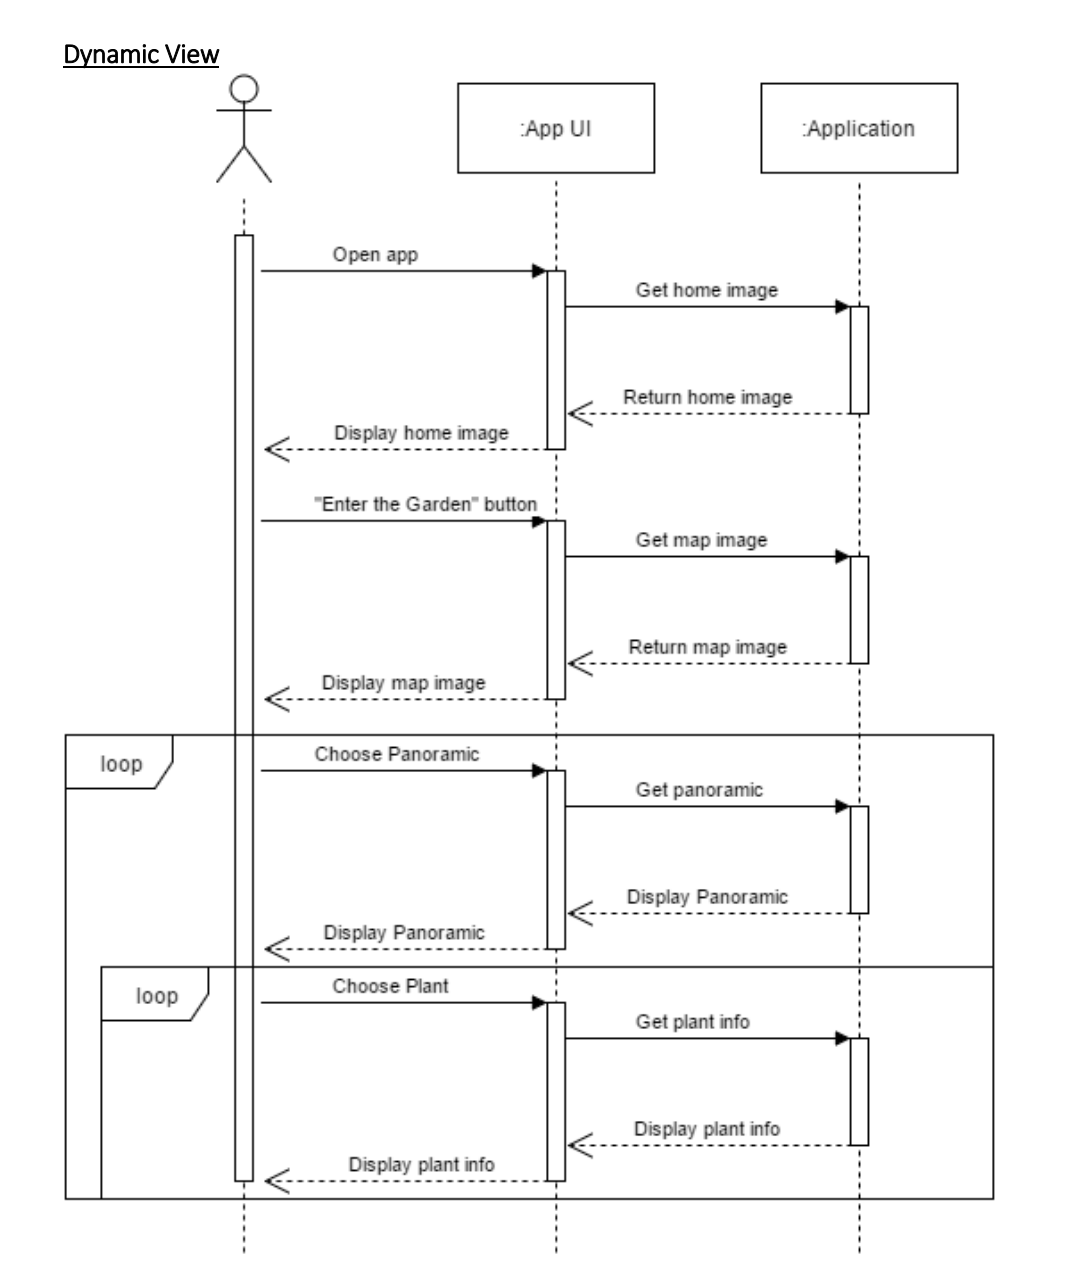 Dynamic View
:App UI
:Application
Open app
Get home image
Return home image
Display home image
"Enter the Garden" button
Get map image
Return map image
Display map image
loop
Choose Panoramic
Get panoramic
Display Panoramic
Display Panoramic
loop
Choose Plant
Get plant info
Display plant info
Display plant info